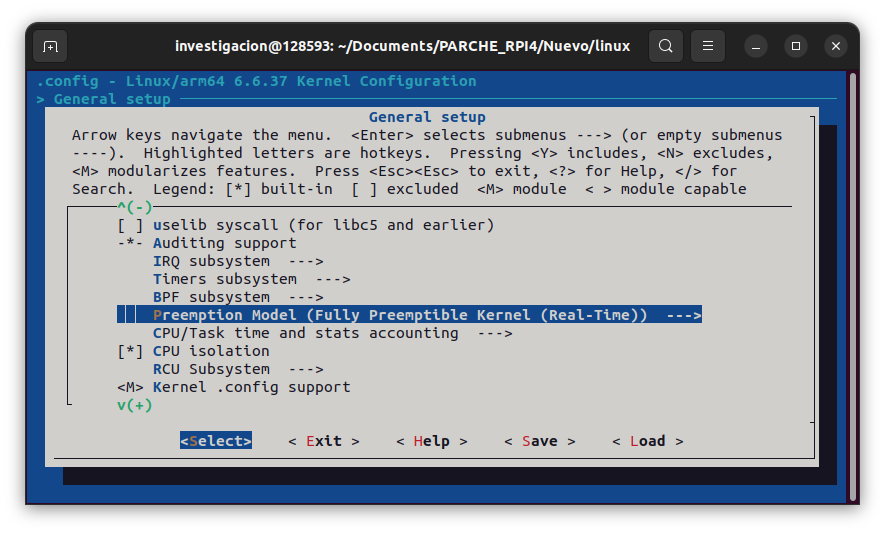 investigacion@128593: ~/Documents/PARCHE_RPI4/Nuevo/linux
.config - Linux/arm64 6.6.37 Kernel Configuration
> General setup
General setup
Arrow keys navigate the menu.  <Enter> selects submenus ---> (or empty submenus
----).  Highlighted letters are hotkeys.  Pressing <Y> includes, <N> excludes,
<M> modularizes features.  Press <Esc><Esc> to exit, <?> for Help, </> for
Search.  Legend: [*] built-in  [ ] excluded  <M> module  < > module capable
^(-)
[ ] uselib syscall (for libc5 and earlier)
-*- Auditing support
IRQ subsystem  --->
Timers subsystem  --->
BPF subsystem  --->
Preemption Model (Fully Preemptible Kernel (Real-Time))  --->
CPU/Task time and stats accounting  --->
[*] CPU isolation
RCU Subsystem  --->
<M> Kernel .config support
v(+)
<Select>    < Exit >    < Help >    < Save >    < Load >